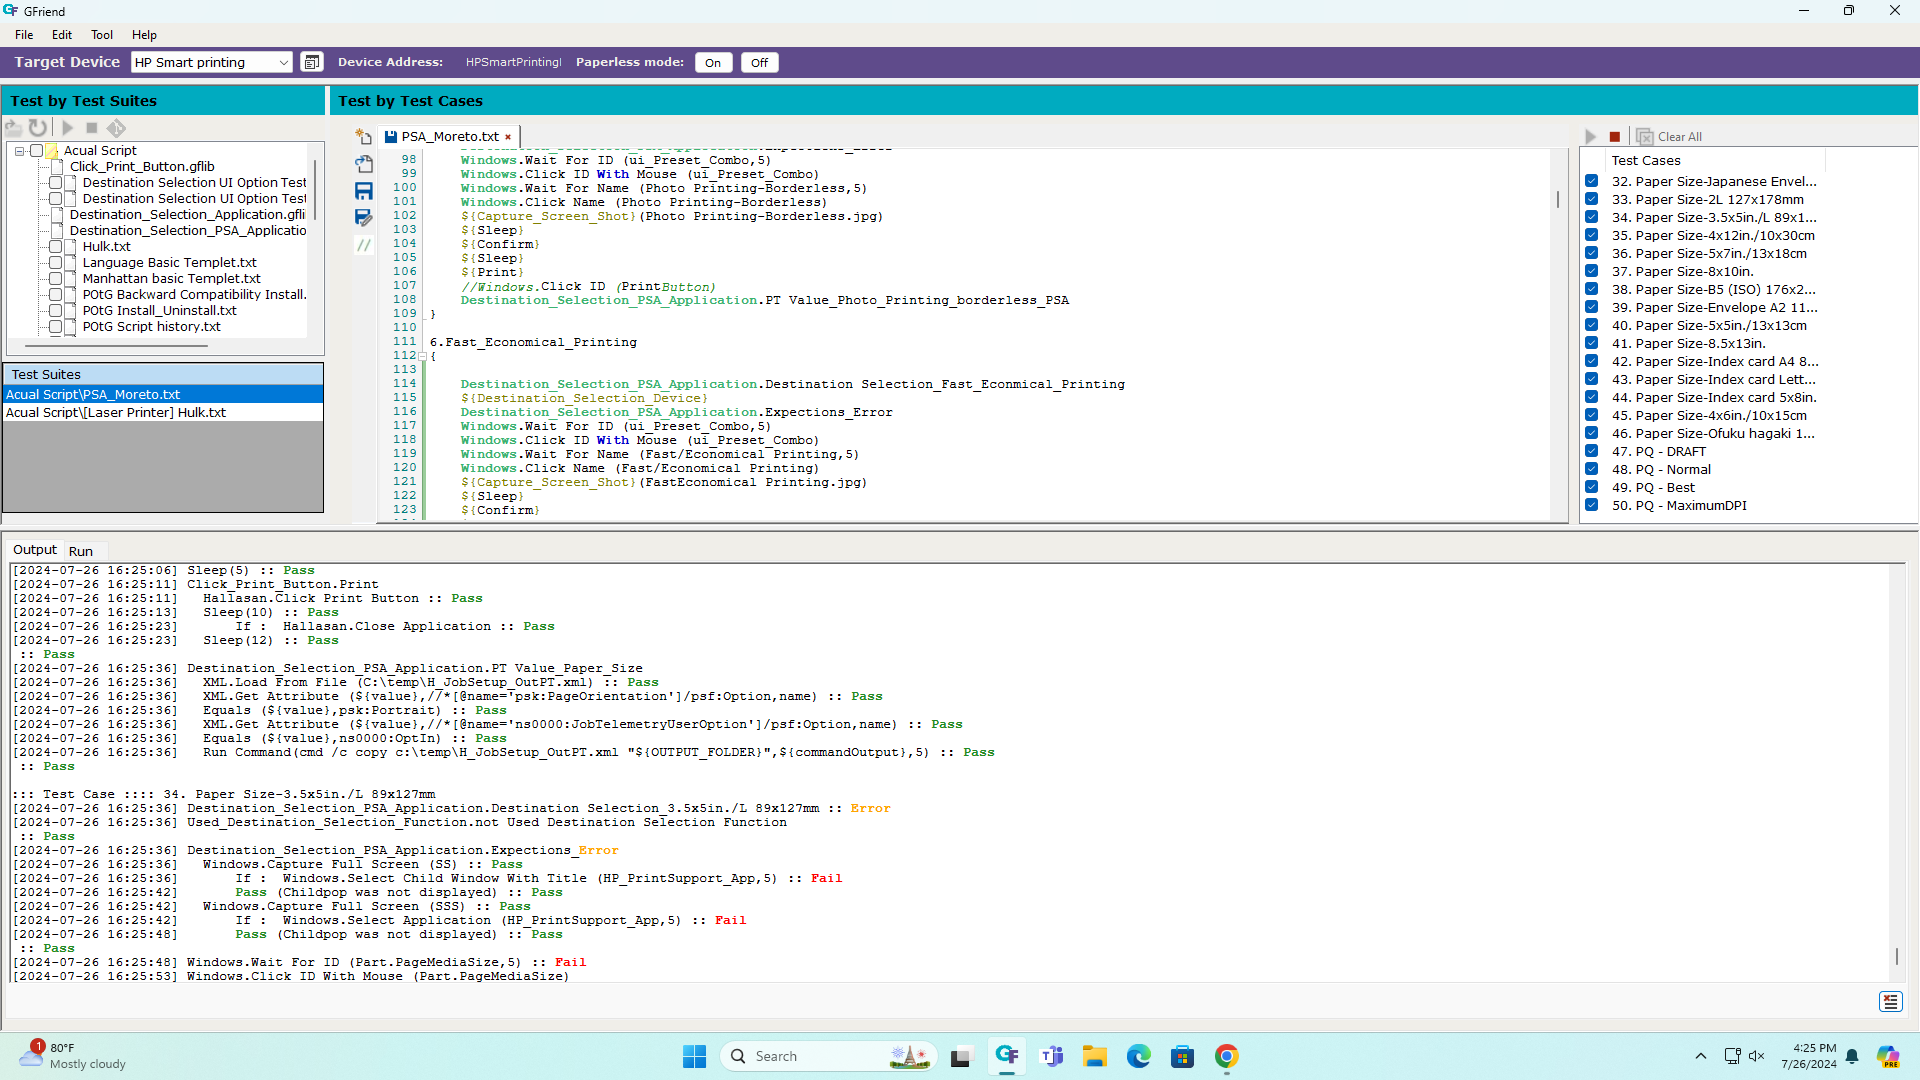 GFriend
File Edit Tool Help
Target Device HP Smart printing Device Address: HPSmartPrintingI Paperless mode: On Off
Test by Test Suites
Acual Script
Click_Print_Button.gflib
Destination Selection UI Option Test
Destination Selection UI Option Test
Destination_Selection_Application.gfli
Destination_Selection_PSA_Applicatio
Hulk.txt
Language Basic Templet.txt
Manhattan basic Templet.txt
POtG Backward Compatibility Install.
POtG Install_Uninstall.txt
POtG Script history.txt
Test Suites
Acual Script\PSA_Moreto.txt
Acual Script\[Laser Printer] Hulk.txt
Test by Test Cases
PSA_Moreto.txt
98 Windows.Wait For ID (ui_Preset_Combo,5)
99 Windows.Click ID With Mouse (ui_Preset_Combo)
100 Windows.Wait For Name (Photo Printing-Borderless,5)
101 Windows.Click Name (Photo Printing-Borderless)
102 ${Capture_Screen_Shot}(Photo Printing-Borderless.jpg)
103 ${Sleep}
104 ${Confirm}
105 ${Sleep}
106 ${Print}
107 //Windows.Click ID (PrintButton)
108 Destination_Selection_PSA_Application.PT Value_Photo_Printing_borderless_PSA
109 }
110
111 6.Fast_Economical_Printing
112 {
113
114 Destination_Selection_PSA_Application.Destination Selection_Fast_Econmical_Printing
115 ${Destination_Selection_Device}
116 Destination_Selection_PSA_Application.Expections_Error
117 Windows.Wait For ID (ui_Preset_Combo,5)
118 Windows.Click ID With Mouse (ui_Preset_Combo)
119 Windows.Wait For Name (Fast/Economical Printing,5)
120 Windows.Click Name (Fast/Economical Printing)
121 ${Capture_Screen_Shot}(FastEconomical Printing.jpg)
122 ${Sleep}
123 ${Confirm}
Clear All
Test Cases
32. Paper Size-Japanese Envel...
33. Paper Size-2L 127x178mm
34. Paper Size-3.5x5in./L 89x1...
35. Paper Size-4x12in./10x30cm
36. Paper Size-5x7in./13x18cm
37. Paper Size-8x10in.
38. Paper Size-B5 (ISO) 176x2...
39. Paper Size-Envelope A2 11...
40. Paper Size-5x5in./13x13cm
41. Paper Size-8.5x13in.
42. Paper Size-Index card A4 8...
43. Paper Size-Index card Lett...
44. Paper Size-Index card 5x8in.
45. Paper Size-4x6in./10x15cm
46. Paper Size-Ofuku hagaki 1...
47. PQ - DRAFT
48. PQ - Normal
49. PQ - Best
50. PQ - MaximumDPI
Output Run
[2024-07-26 16:25:06] Sleep(5) :: Pass
[2024-07-26 16:25:11] Click_Print_Button.Print
[2024-07-26 16:25:11] Hallasan.Click Print Button :: Pass
[2024-07-26 16:25:13] Sleep(10) :: Pass
[2024-07-26 16:25:23] If : Hallasan.Close Application :: Pass
[2024-07-26 16:25:23] Sleep(12) :: Pass
:: Pass
[2024-07-26 16:25:36] Destination_Selection_PSA_Application.PT Value_Paper_Size
[2024-07-26 16:25:36] XML.Load From File (C:\temp\H_JobSetup_OutPT.xml) :: Pass
[2024-07-26 16:25:36] XML.Get Attribute (${value},//*[@name='psk:PageOrientation']/psf:Option,name) :: Pass
[2024-07-26 16:25:36] Equals (${value},psk:Portrait) :: Pass
[2024-07-26 16:25:36] XML.Get Attribute (${value},//*[@name='ns0000:JobTelemetryUserOption']/psf:Option,name) :: Pass
[2024-07-26 16:25:36] Equals (${value},ns0000:OptIn) :: Pass
[2024-07-26 16:25:36] Run Command(cmd /c copy c:\temp\H_JobSetup_OutPT.xml "${OUTPUT_FOLDER}",${commandOutput},5) :: Pass
:: Pass
::: Test Case :::: 34. Paper Size-3.5x5in./L 89x127mm
[2024-07-26 16:25:36] Destination_Selection_PSA_Application.Destination Selection_3.5x5in./L 89x127mm :: Error
[2024-07-26 16:25:36] Used_Destination_Selection_Function.not Used Destination Selection Function
:: Pass
[2024-07-26 16:25:36] Destination_Selection_PSA_Application.Expections_Error
[2024-07-26 16:25:36] Windows.Capture Full Screen (SS) :: Pass
[2024-07-26 16:25:36] If : Windows.Select Child Window With Title (HP_PrintSupport_App,5) :: Fail
[2024-07-26 16:25:42] Pass (Childpop was not displayed) :: Pass
[2024-07-26 16:25:42] Windows.Capture Full Screen (SSS) :: Pass
[2024-07-26 16:25:42] If : Windows.Select Application (HP_PrintSupport_App,5) :: Fail
[2024-07-26 16:25:48] Pass (Childpop was not displayed) :: Pass
:: Pass
[2024-07-26 16:25:48] Windows.Wait For ID (Part.PageMediaSize,5) :: Fail
[2024-07-26 16:25:53] Windows.Click ID With Mouse (Part.PageMediaSize)
1
80°F
Mostly cloudy
Search
4:25 PM
7/26/2024
PRE